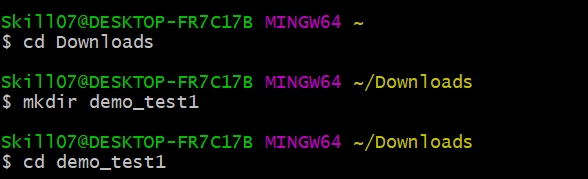 Skill07@DESKTOP-FR7C17B MINGW64 ~
$ cd Downloads
Skill07@DESKTOP-FR7C17B MINGW64 ~/Downloads
$ mkdir demo_test1
Skill07@DESKTOP-FR7C17B MINGW64 ~/Downloads
$ cd demo_test1